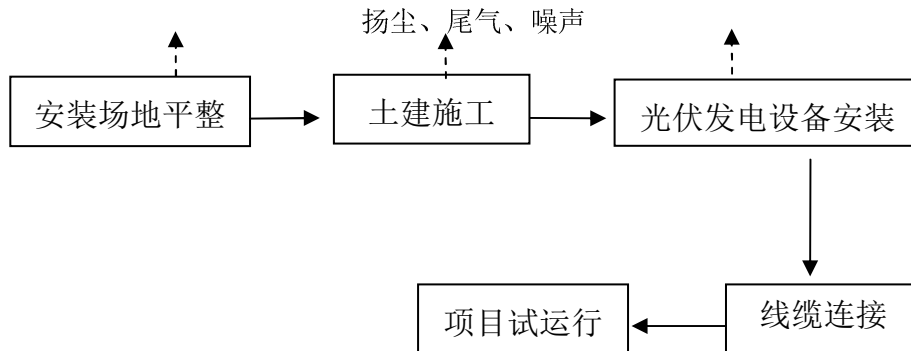 扬尘、尾气、噪声
安装场地平整
土建施工
光伏发电设备安装
线缆连接
项目试运行